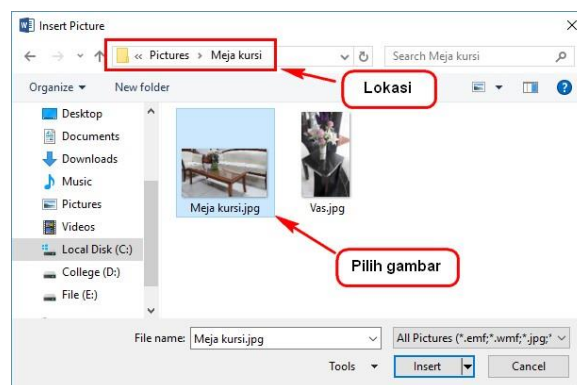 Insert Picture
« Pictures > Meja kursi
Search Meja kursi
Organize
New folder
Lokasi
Desktop
Documents
Downloads
Music
Pictures
Videos
Local Disk (C:)
College (D:)
File (E:)
Meja kursi.jpg
Vas.jpg
Pilih gambar
File name: Meja kursi.jpg
All Pictures (*.emf;*.wmf;*.jpg;*
Tools
Insert
Cancel